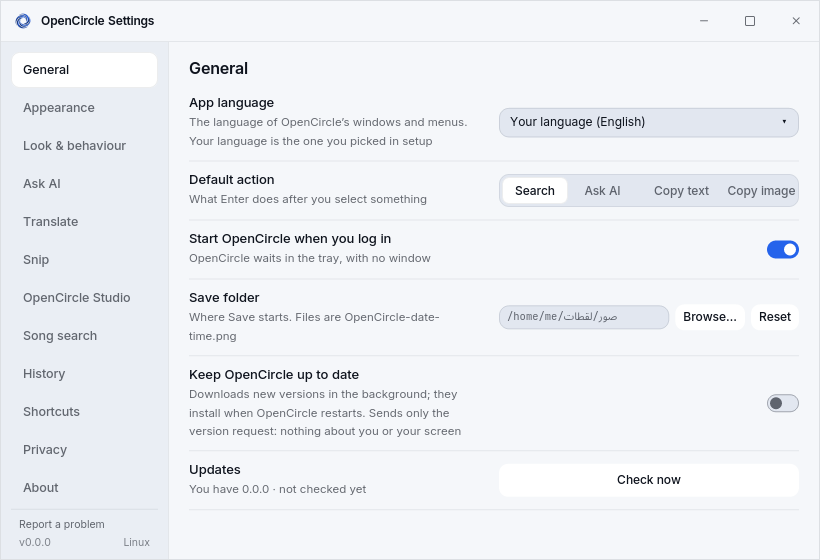 OpenCircle Settings
General
Appearance
Look & behaviour
Ask AI
Translate
Snip
OpenCircle Studio
Song search
History
Shortcuts
Privacy
About
Report a problem
v0.0.0 Linux
General
App language
The language of OpenCircle's windows and menus.
Your language is the one you picked in setup
Your language (English)
Default action
What Enter does after you select something
Search Ask AI Copy text Copy image
Start OpenCircle when you log in
OpenCircle waits in the tray, with no window
Save folder
Where Save starts. Files are OpenCircle-date-
time.png
/home/me/صور/لقطات
Browse... Reset
Keep OpenCircle up to date
Downloads new versions in the background; they
install when OpenCircle restarts. Sends only the
version request: nothing about you or your screen
Updates
You have 0.0.0 · not checked yet
Check now